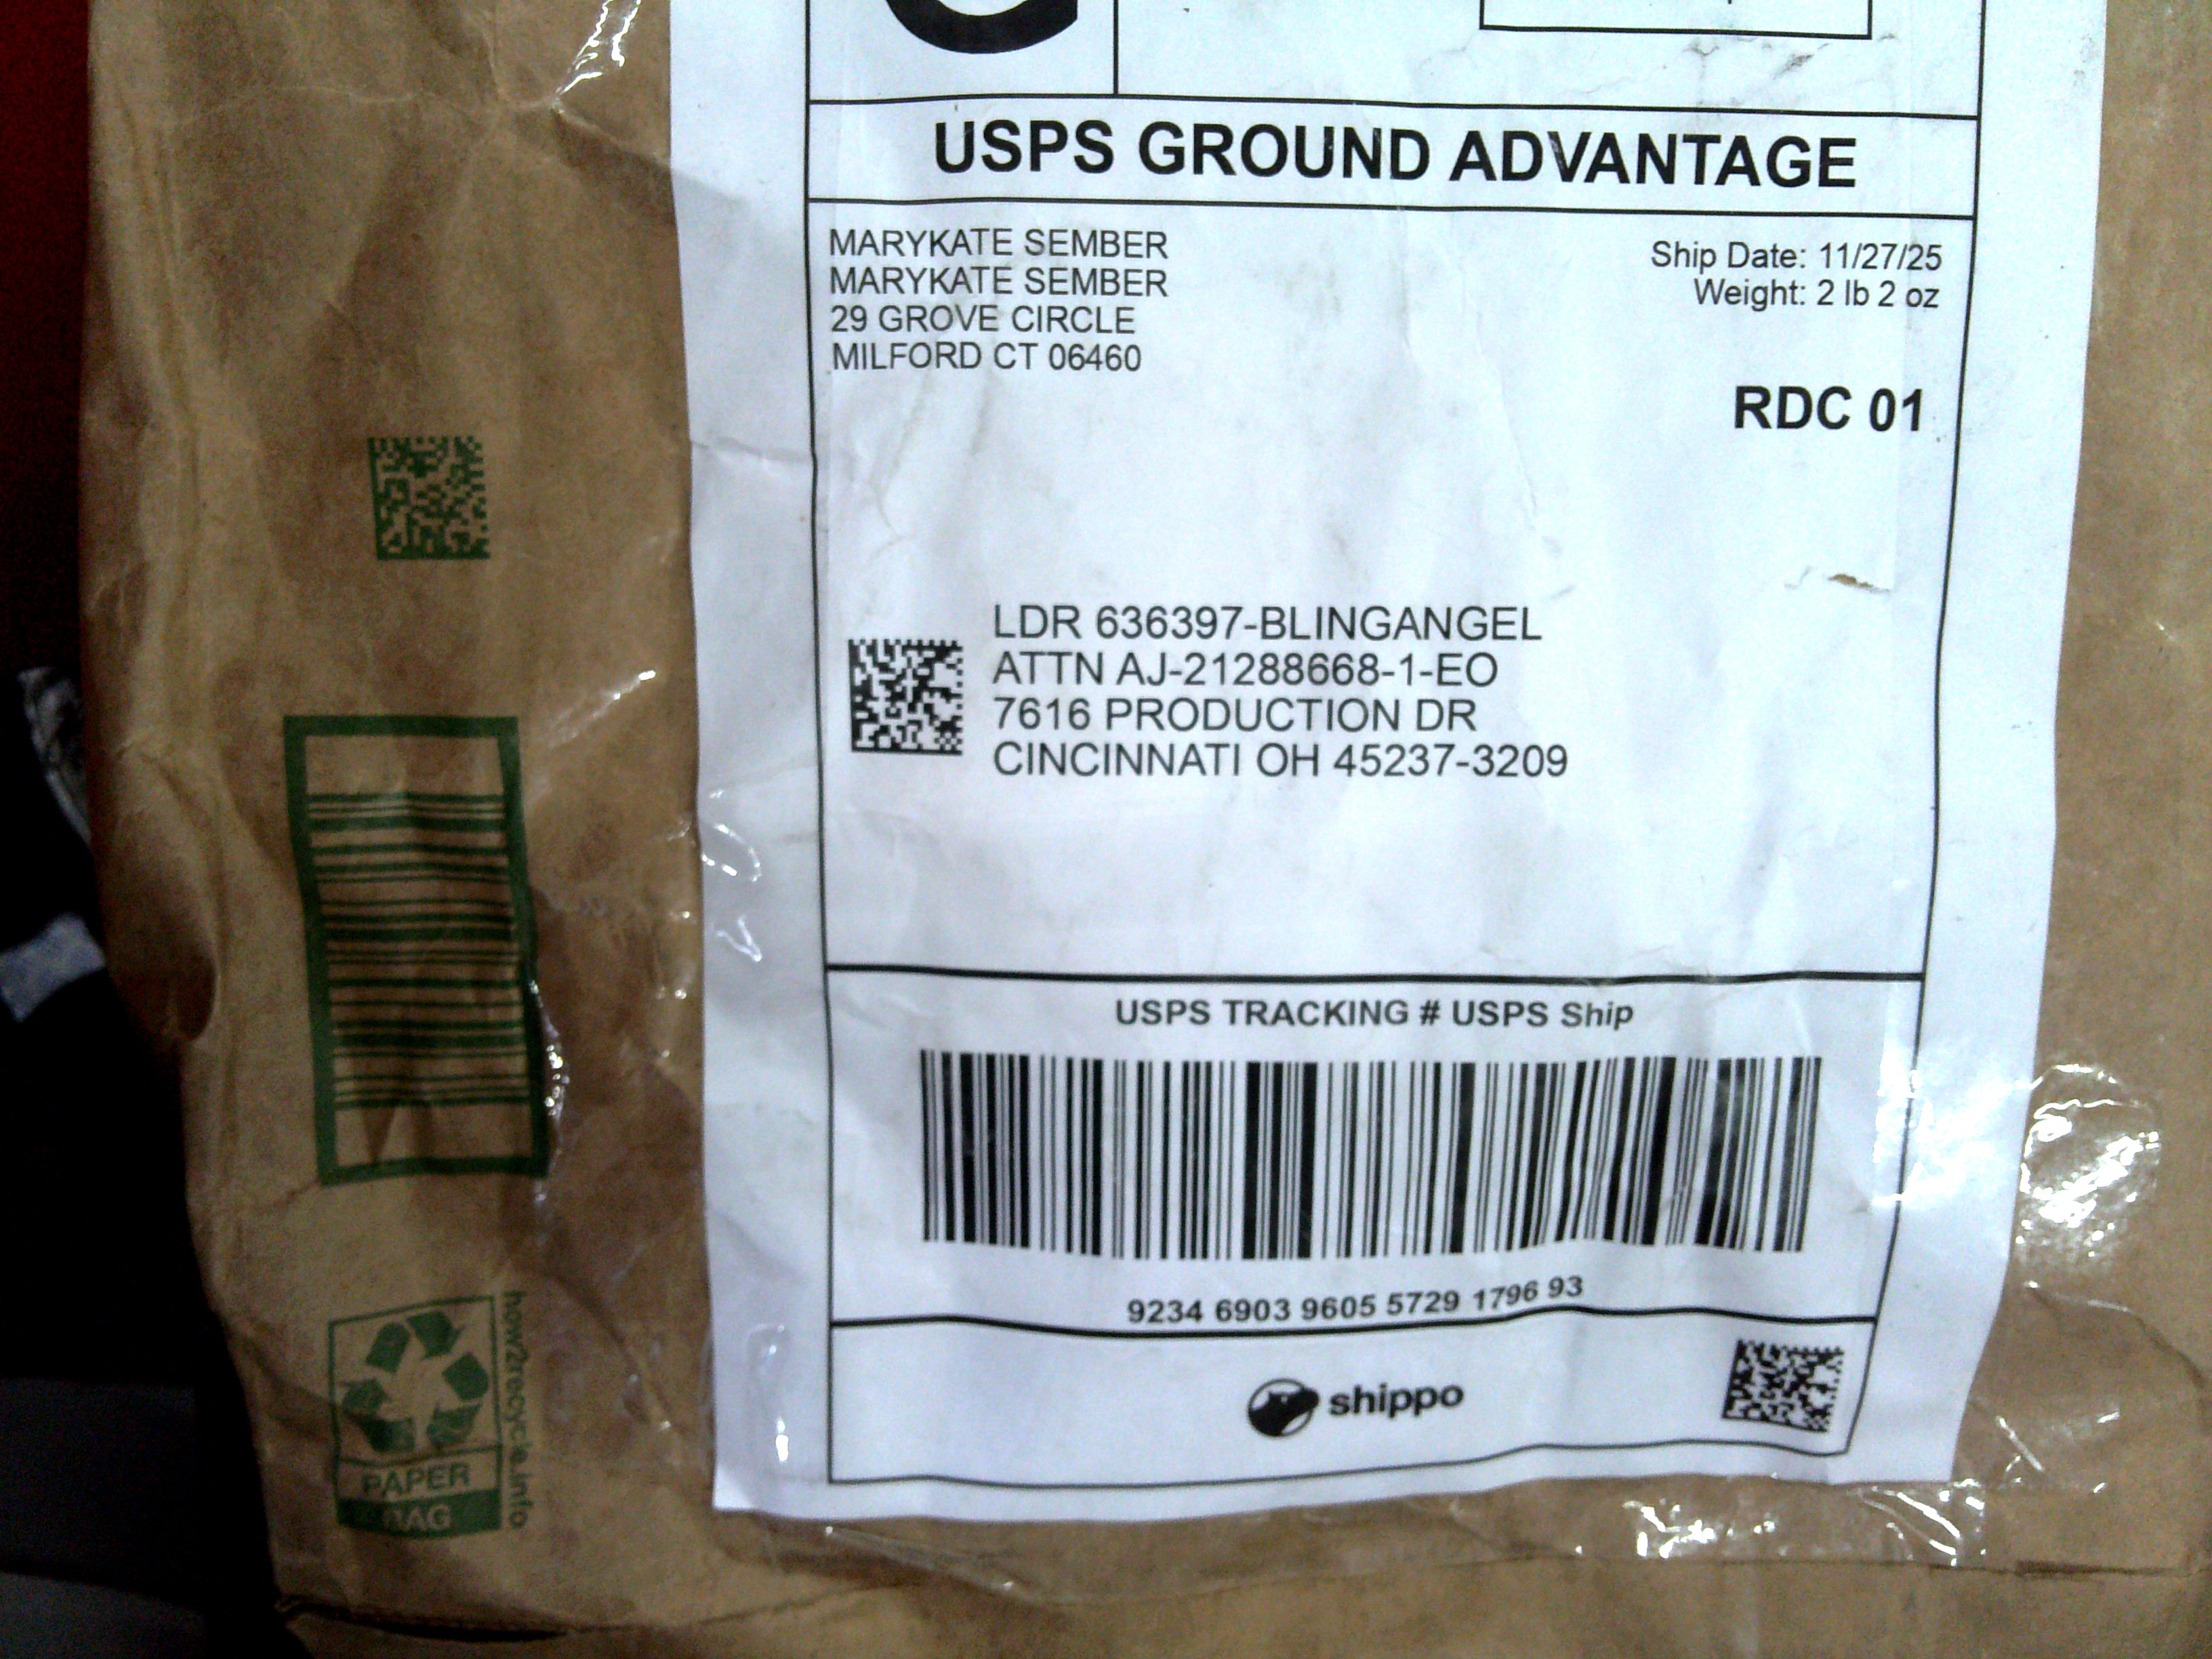 USPS GROUND ADVANTAGE
MARYKATE SEMBER
MARYKATE SEMBER
29 GROVE CIRCLE
MILFORD CT 06460
Ship Date: 11/27/25
Weight: 2 lb 2 oz
RDC 01
LDR 636397-BLINGANGEL
ATTN AJ-21288668-1-EO
7616 PRODUCTION DR
CINCINNATI OH 45237-3209
USPS TRACKING # USPS Ship
9234 6903 9605 5729 1796 93
shippo
how2recycle.info
PAPER
BAG